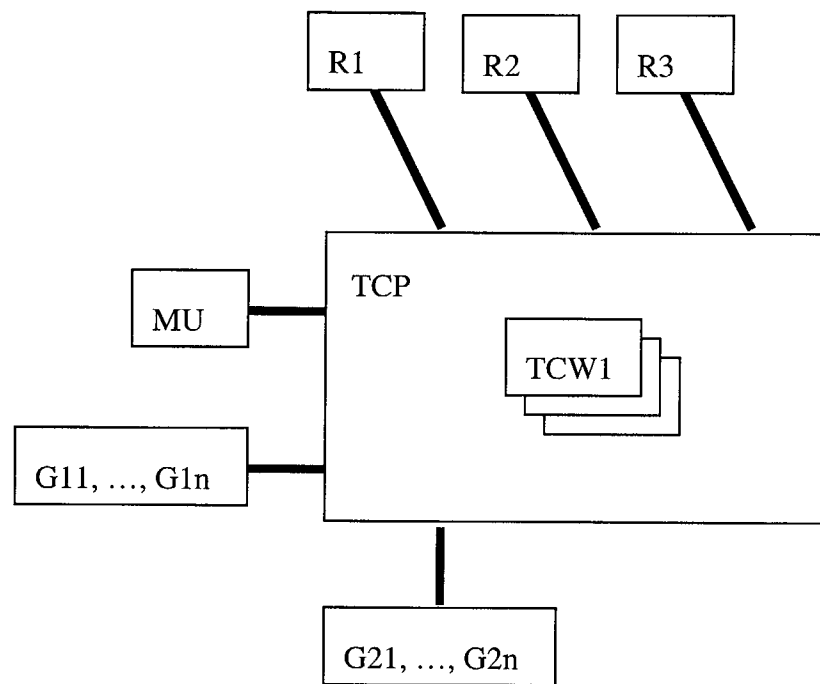 R1
R2
R3
TCP
MU
TCW1
G11, ..., G1n
G21, ..., G2n